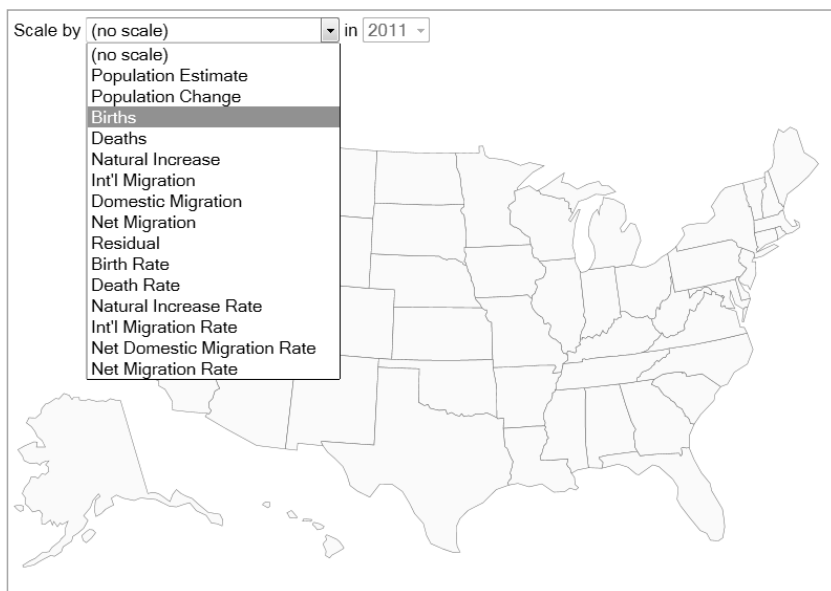 Scale by (no scale) in 2011
(no scale)
Population Estimate
Population Change
Births
Deaths
Natural Increase
Int'l Migration
Domestic Migration
Net Migration
Residual
Birth Rate
Death Rate
Natural Increase Rate
Int'l Migration Rate
Net Domestic Migration Rate
Net Migration Rate